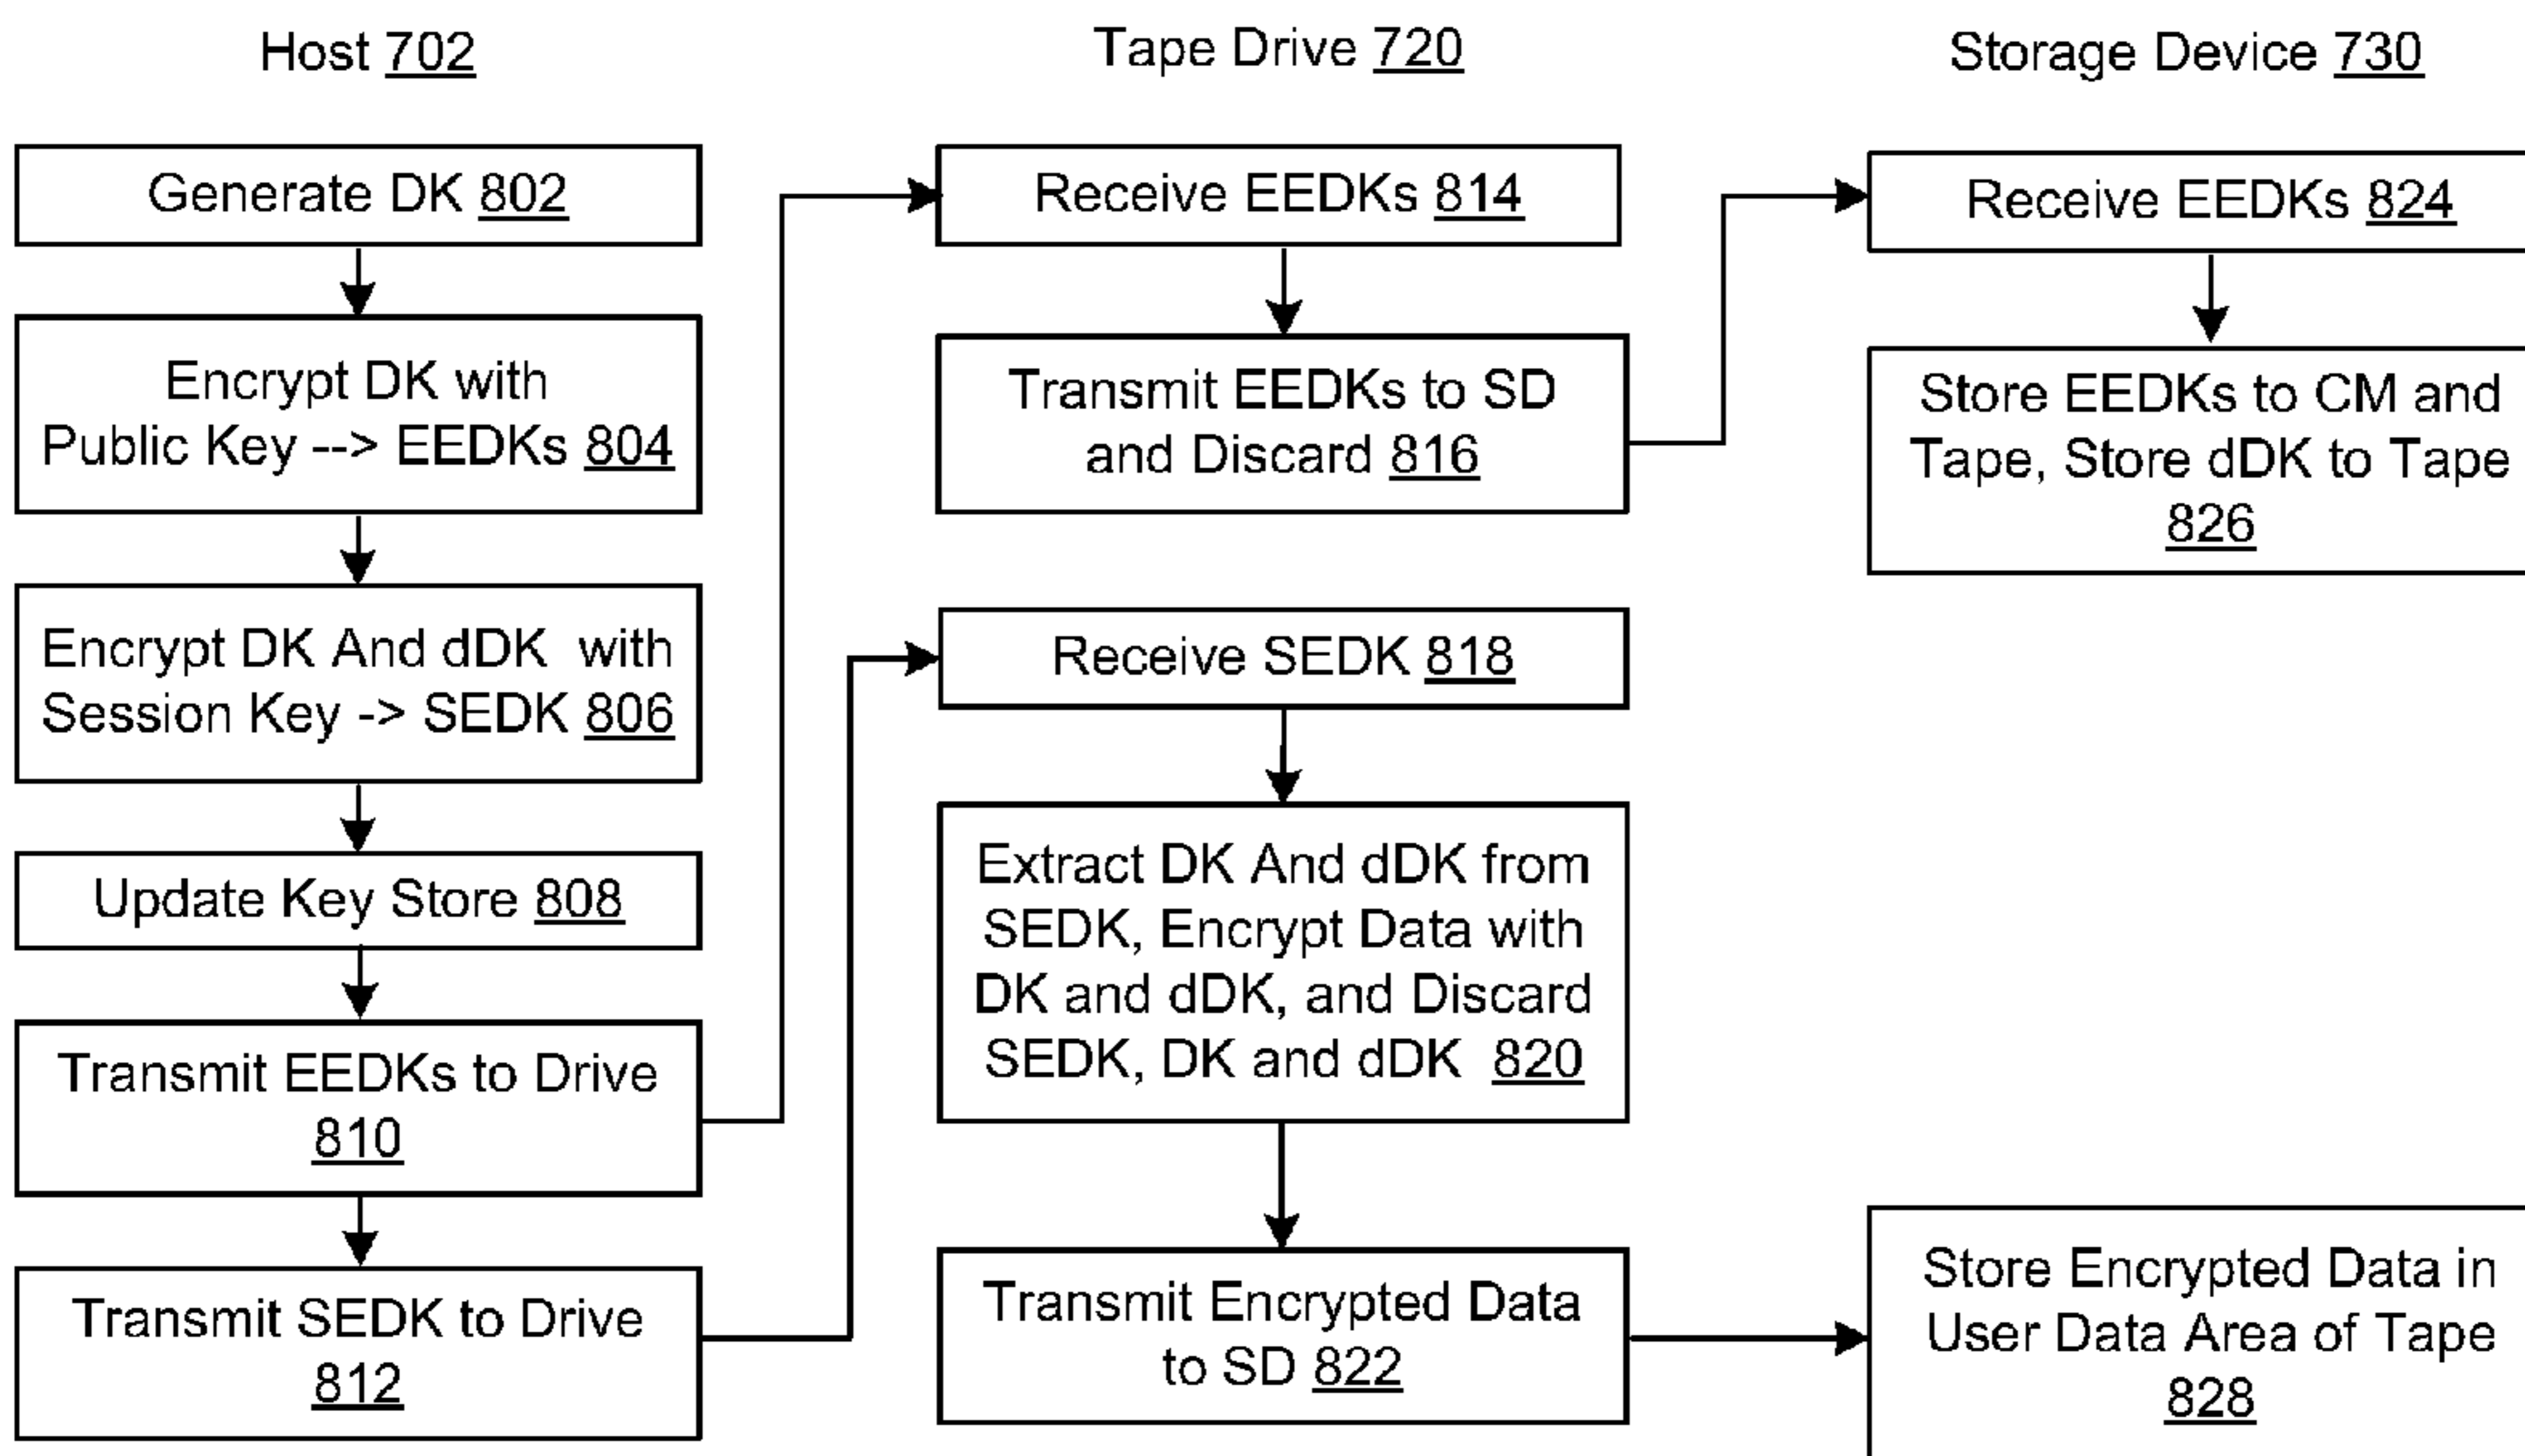 Host 702
Generate DK 802
Encrypt DK with
Public Key --> EEDKs 804
Encrypt DK And dDK with
Session Key -> SEDK 806
Update Key Store 808
Transmit EEDKs to Drive
810
Transmit SEDK to Drive
812
Tape Drive 720
Receive EEDKs 814
Transmit EEDKs to SD
and Discard 816
Receive SEDK 818
Extract DK And dDK from
SEDK, Encrypt Data with
DK and dDK, and Discard
SEDK, DK and dDK 820
Transmit Encrypted Data
to SD 822
Storage Device 730
Receive EEDKs 824
Store EEDKs to CM and
Tape, Store dDK to Tape
826
Store Encrypted Data in
User Data Area of Tape
828